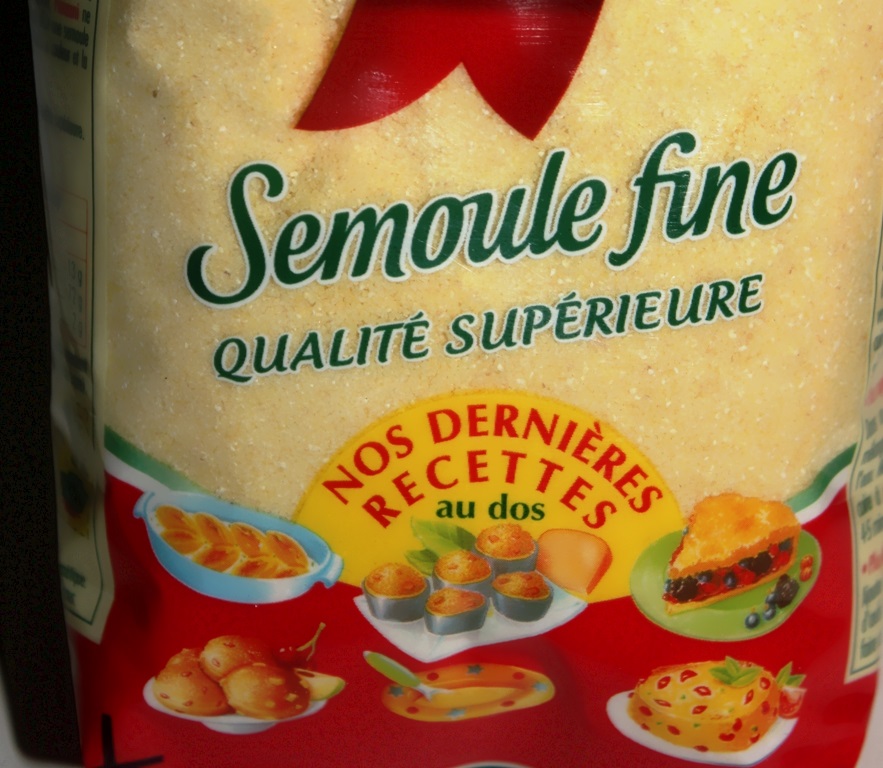 Semoule fine
QUALITÉ SUPÉRIEURE
NOS DERNIÈRES
RECETTES
au dos